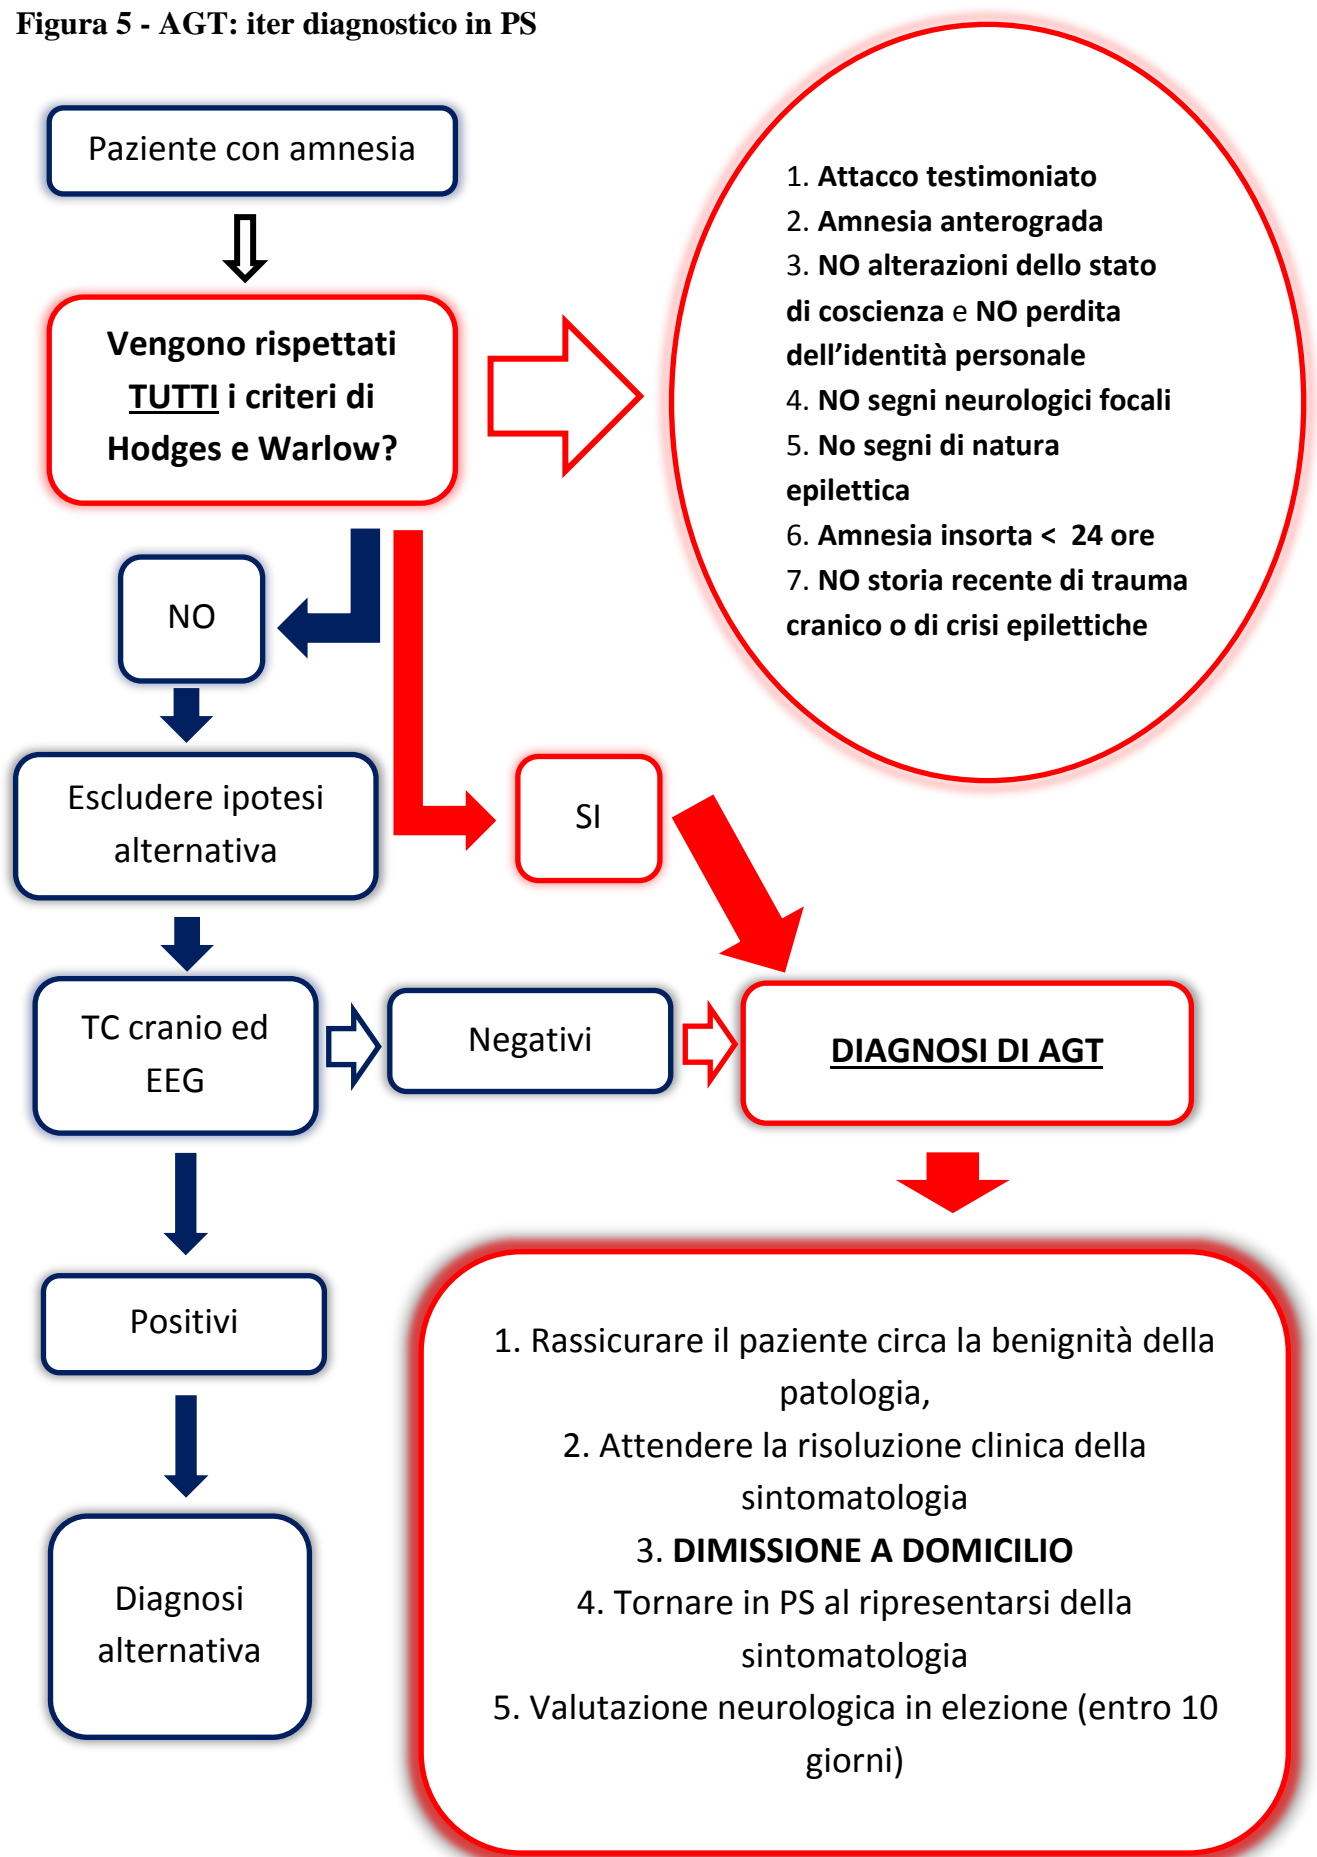 Figura 5 - AGT: iter diagnostico in PS
Paziente con amnesia
Vengono rispettati
TUTTI i criteri di
Hodges e Warlow?
1. Attacco testimoniato
2. Amnesia anterograda
3. NO alterazioni dello stato
di coscienza e NO perdita
dell’identità personale
4. NO segni neurologici focali
5. No segni di natura
epilettica
6. Amnesia insorta < 24 ore
7. NO storia recente di trauma
cranico o di crisi epilettiche
NO
SI
Escludere ipotesi
alternativa
TC cranio ed
EEG
Negativi
DIAGNOSI DI AGT
Positivi
Diagnosi
alternativa
1. Rassicurare il paziente circa la benignità della
patologia,
2. Attendere la risoluzione clinica della
sintomatologia
3. DIMISSIONE A DOMICILIO
4. Tornare in PS al ripresentarsi della
sintomatologia
5. Valutazione neurologica in elezione (entro 10
giorni)